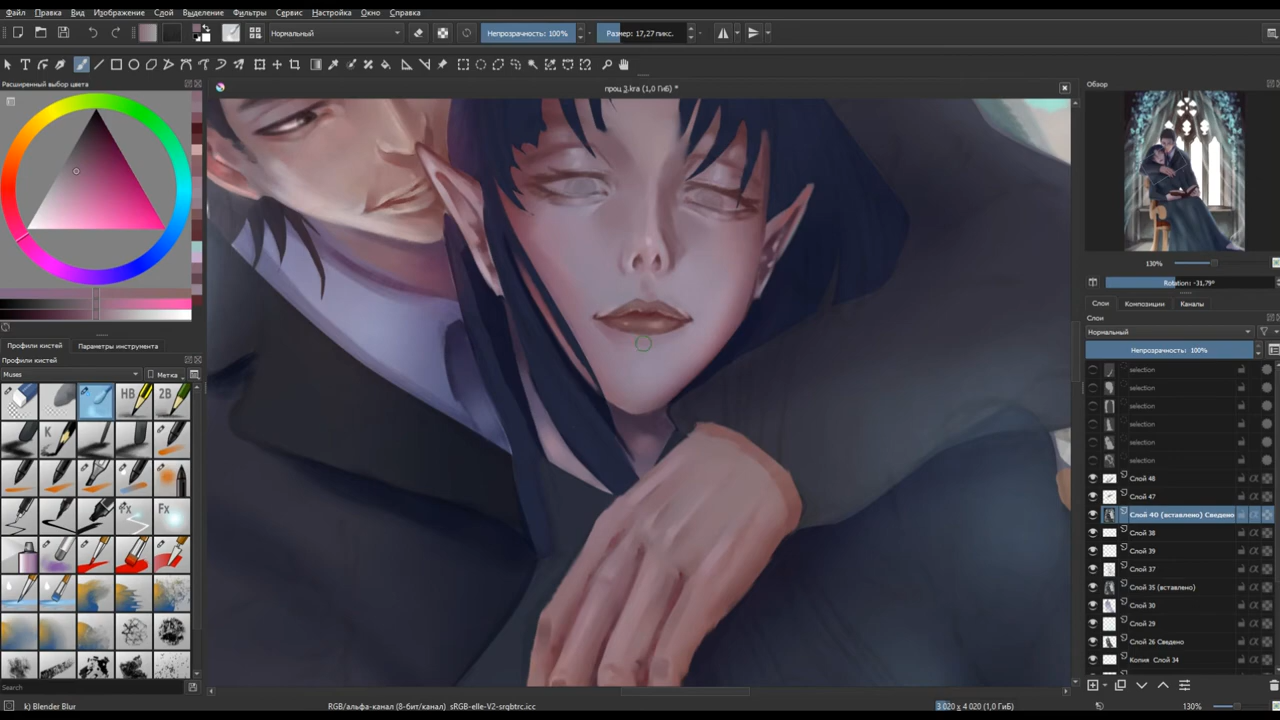 Файл Правка Вид Изображение Слой Выделение Фильтры Сервис Настройка Окно Справка
Нормальный Непрозрачность: 100% Размер: 17,27 пикс.
Расширенный выбор цвета
проц 3.kra (1,0 ГиБ) *
Обзор
130%
Rotation: -31,79°
Слои Композиции Каналы
Слои
Нормальный
Непрозрачность: 100%
Профили кистей Параметры инструмента
Профили кистей
Muses Метка
HB 2B
K
Fx Fx
selection
selection
selection
selection
selection
selection
Слой 48
Слой 47
Слой 40 (вставлено) Сведено
Слой 38
Слой 39
Слой 37
Слой 35 (вставлено)
Слой 30
Слой 29
Слой 26 Сведено
Копия Слой 34
Search
k) Blender Blur RGB/альфа-канал (8-бит/канал) sRGB-elle-V2-srgbtrc.icc 3 020 x 4 020 (1,0 ГиБ) 130%